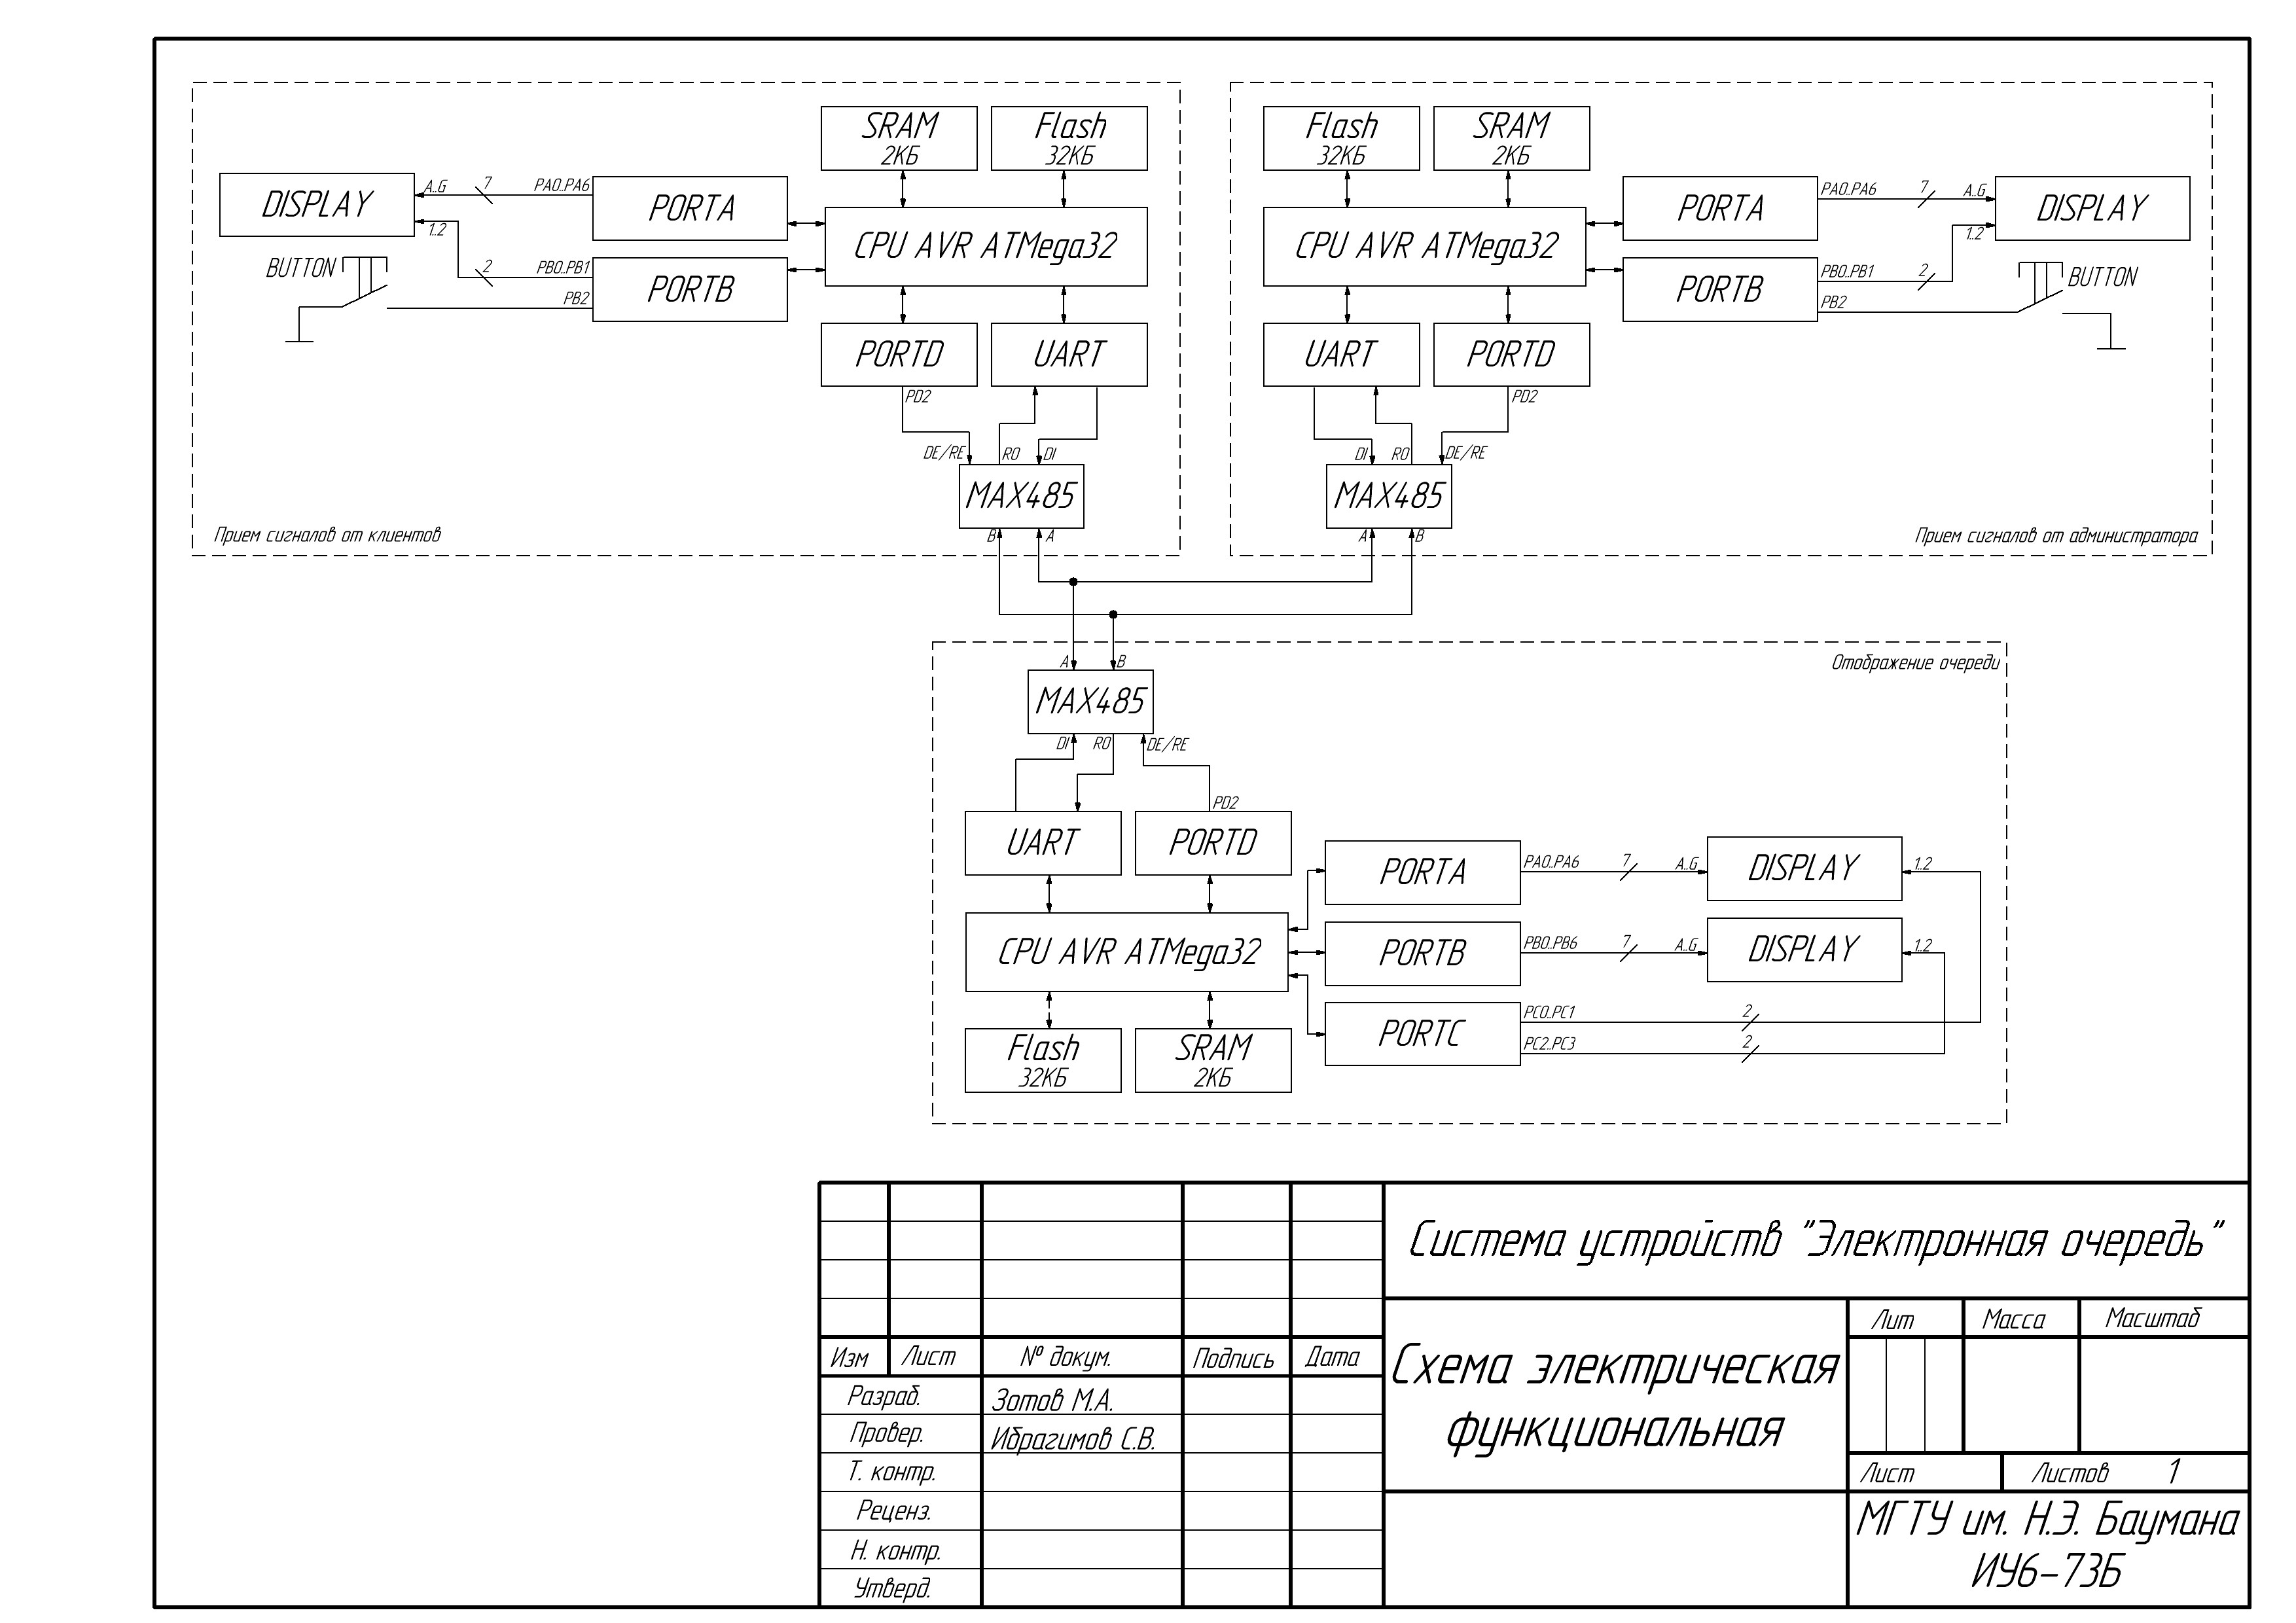 SRAM
2КБ
Flash
32КБ
DISPLAY
A..G
7
PA0..PA6
PORTA
1..2
CPU AVR ATMega32
BUTTON
2
PB0..PB1
PB2
PORTB
PORTD
UART
PD2
DE/RE
RO
DI
MAX485
B
A
Прием сигналов от клиентов
Flash
32КБ
SRAM
2КБ
CPU AVR ATMega32
PORTA
PA0..PA6
7
A..G
DISPLAY
1..2
PORTB
PB0..PB1
2
PB2
BUTTON
UART
PORTD
PD2
DI
RO
DE/RE
MAX485
A
B
Прием сигналов от администратора
Отображение очереди
A
B
MAX485
DI
RO
DE/RE
PD2
UART
PORTD
PORTA
PA0..PA6
7
A..G
DISPLAY
1..2
CPU AVR ATMega32
PORTB
PB0..PB6
7
A..G
DISPLAY
1..2
PORTC
PC0..PC1
2
PC2..PC3
2
Flash
32КБ
SRAM
2КБ
Система устройств "Электронная очередь"
Изм Лист № докум. Подпись Дата
Разраб. Зотов М.А.
Провер. Ибрагимов С.В.
Т. контр.
Реценз.
Н. контр.
Утверд.
Схема электрическая
функциональная
Лит Масса Масштаб
Лист Листов 1
МГТУ им. Н.Э. Баумана
ИУ6-73Б